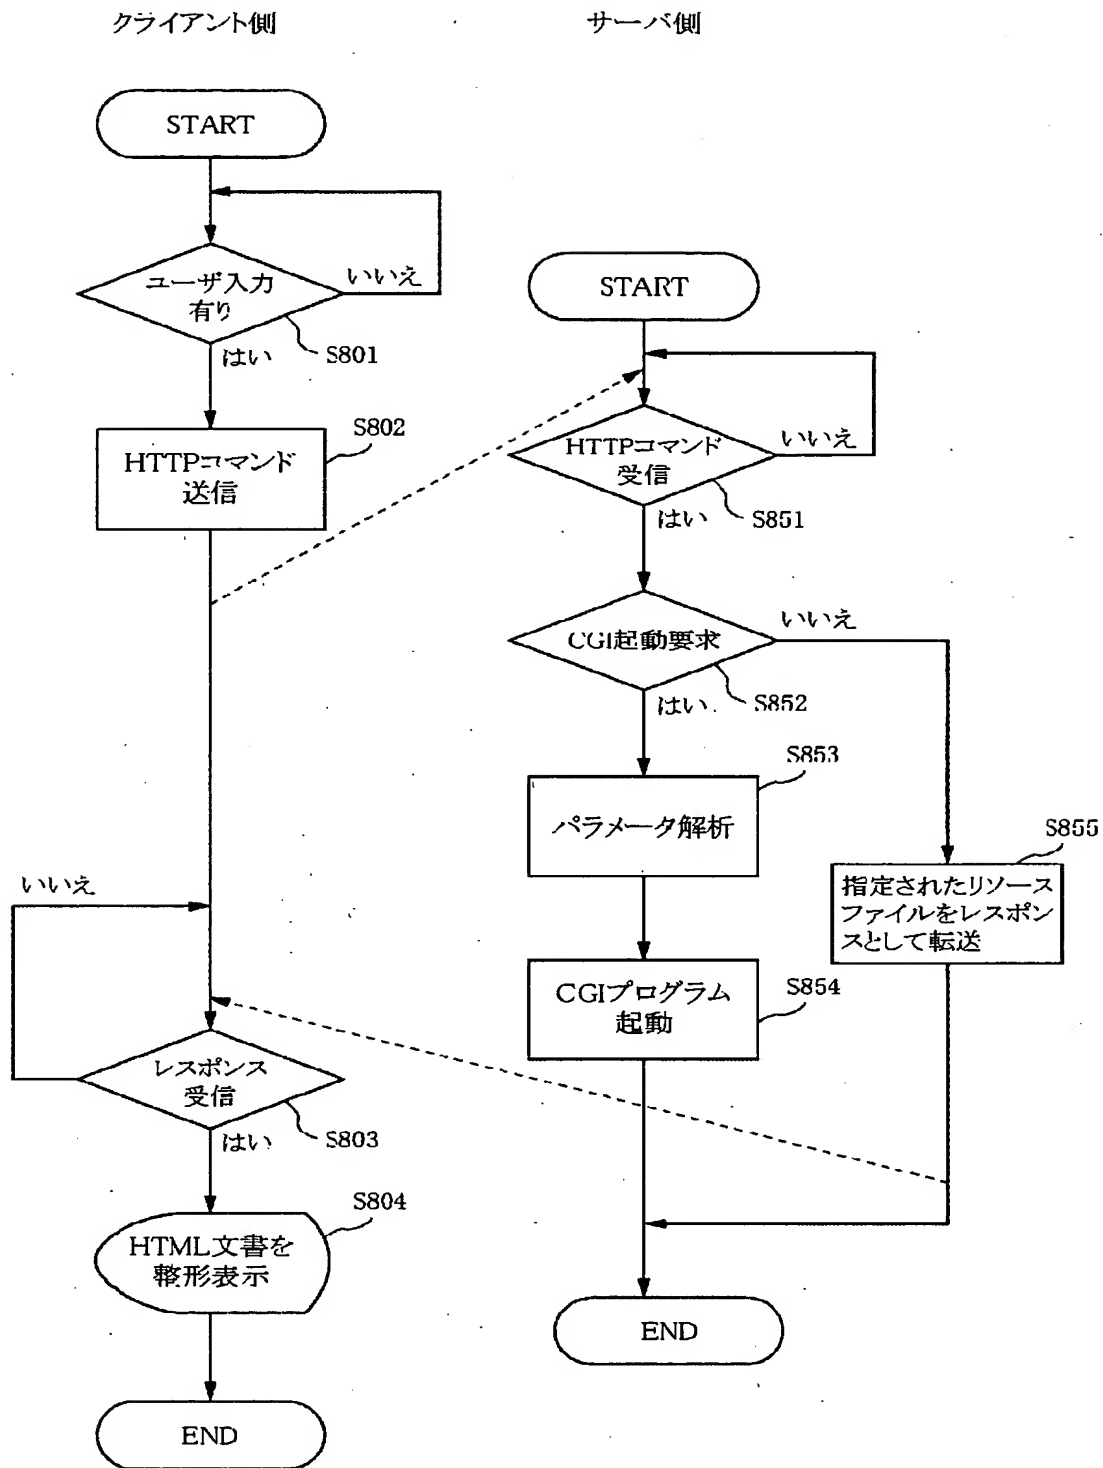 クライアント側
サーバ側
START
ユーザ入力
有り
いいえ
はい
S801
HTTPコマンド
送信
S802
いいえ
レスポンス
受信
はい
S803
HTML文書を
整形表示
S804
END
START
HTTPコマンド
受信
いいえ
はい
S851
CGI起動要求
いいえ
はい
S852
パラメータ解析
S853
CGIプログラム
起動
S854
指定されたリソース
ファイルをレスポン
スとして転送
S855
END